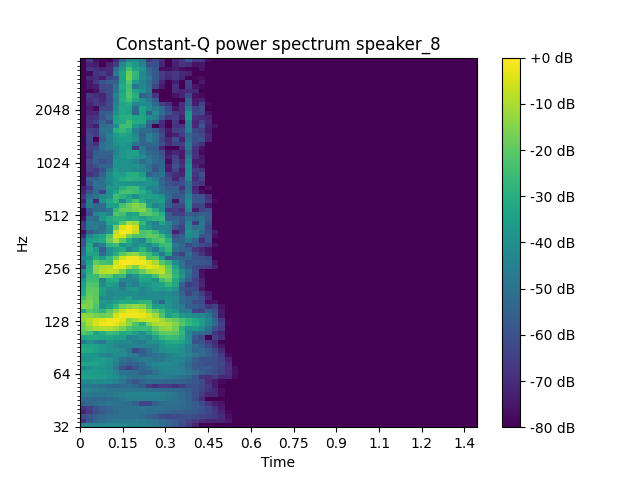 Constant-Q power spectrum speaker_8
Hz
2048
1024
512
256
128
64
32
0 0.15 0.3 0.45 0.6 0.75 0.9 1.1 1.2 1.4
Time
+0 dB
-10 dB
-20 dB
-30 dB
-40 dB
-50 dB
-60 dB
-70 dB
-80 dB